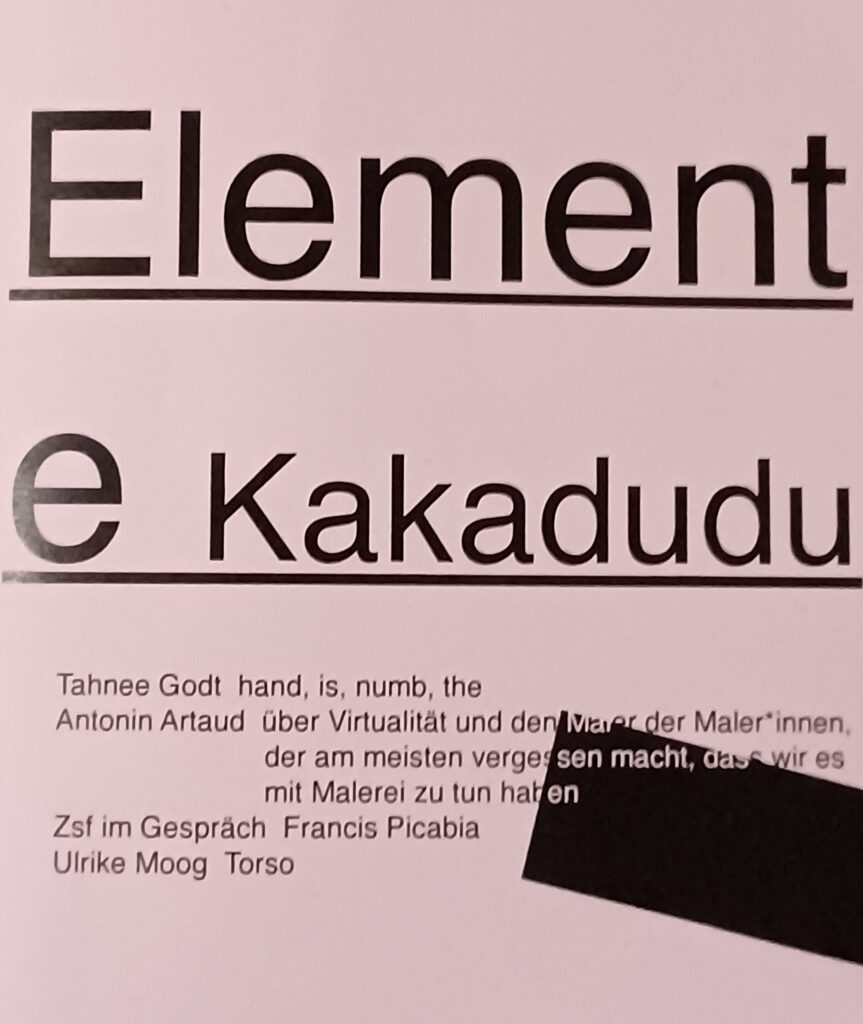 Element
e Kakadudu
Tahnee Godt hand, is, numb, the
Antonin Artaud über Virtualität und den Maler der Maler*innen,
der am meisten vergessen macht, dass wir es
mit Malerei zu tun haben
Zsf im Gespräch Francis Picabia
Ulrike Moog Torso